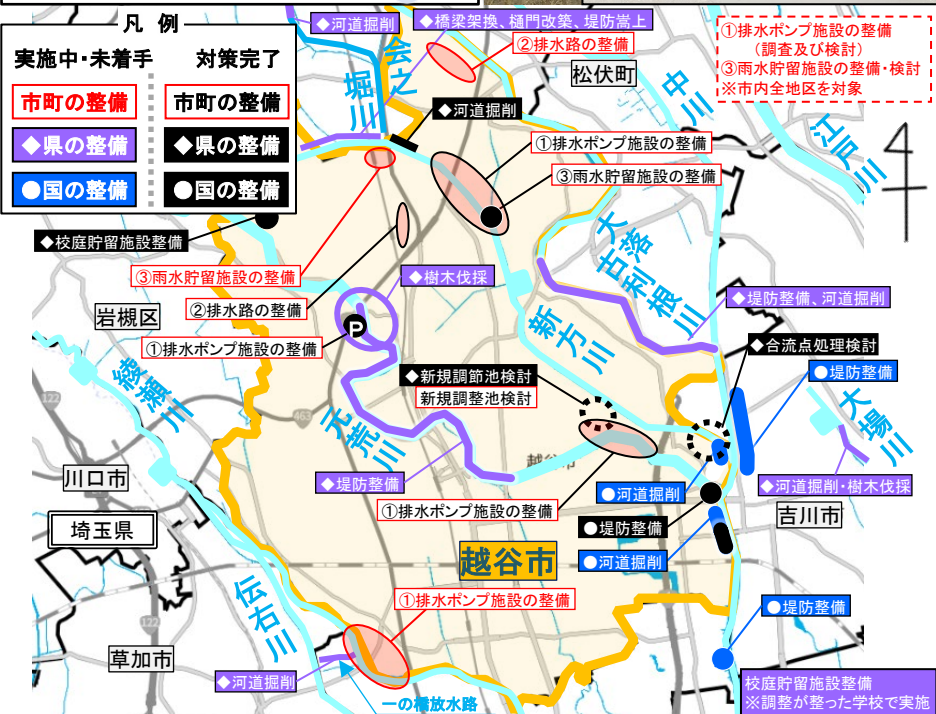 凡 例
実施中・未着手
対策完了
市町の整備
市町の整備
◆県の整備
◆県の整備
●国の整備
●国の整備
◆河道掘削
◆橋梁架換、樋門改築、堤防嵩上
②排水路の整備
松伏町
①排水ポンプ施設の整備
（調査及び検討）
③雨水貯留施設の整備・検討
※市内全地区を対象
会之堀川
中川
江戸川
◆河道掘削
①排水ポンプ施設の整備
③雨水貯留施設の整備
◆校庭貯留施設整備
③雨水貯留施設の整備
◆樹木伐採
大落古利根川
②排水路の整備
岩槻区
◆堤防整備、河道掘削
①排水ポンプ施設の整備
P
新方川
◆合流点処理検討
綾瀬川
◆新規調節池検討
新規調整池検討
●堤防整備
大場川
122
463
元荒川
越谷市
川口市
◆堤防整備
●河道掘削
◆河道掘削・樹木伐採
①排水ポンプ施設の整備
吉川市
埼玉県
●堤防整備
越谷市
●河道掘削
伝右川
①排水ポンプ施設の整備
●堤防整備
122
草加市
◆河道掘削
一の橋放水路
校庭貯留施設整備
※調整が整った学校で実施